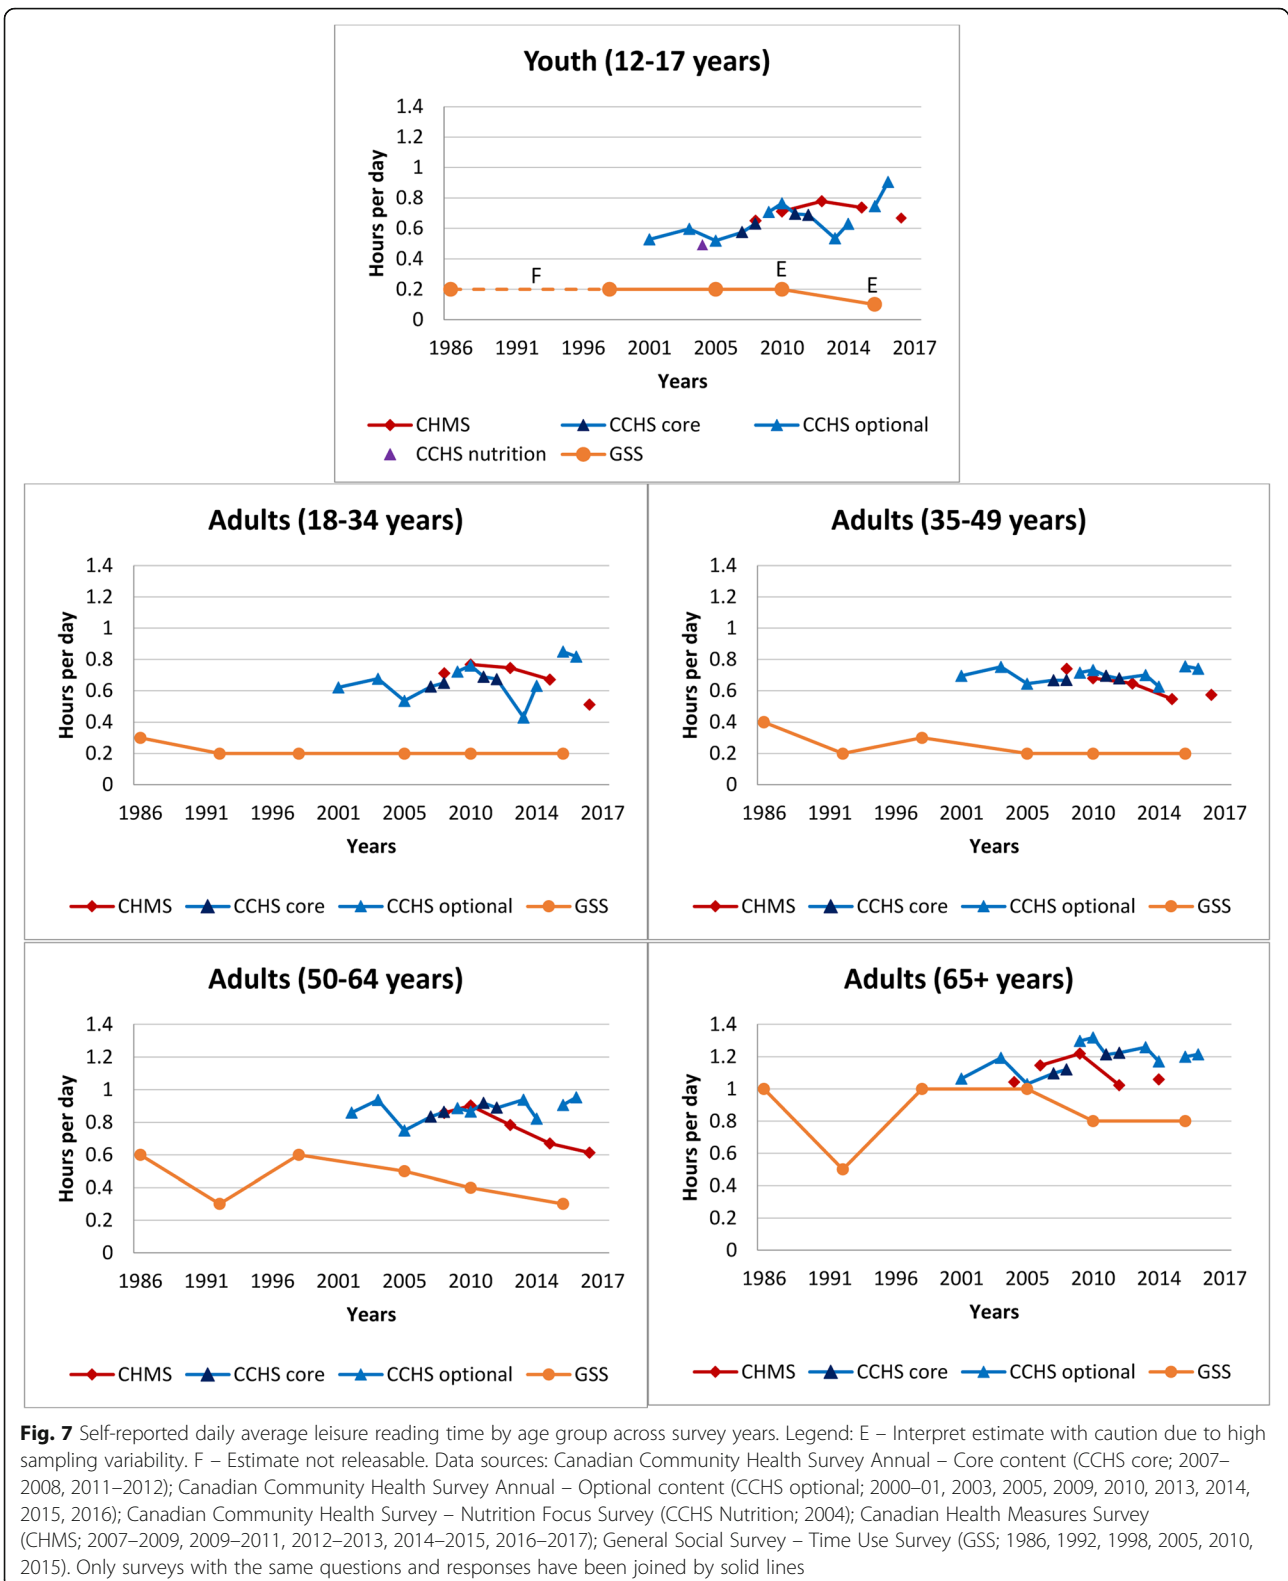 Youth (12-17 years)
Hours per day
1.4
1.2
1
0.8
0.6
0.4
0.2
0
F
E
E
1986 1991 1996 2001 2005 2010 2014 2017
Years
CHMS CCHS core CCHS optional
CCHS nutrition GSS
Adults (18-34 years)
Hours per day
1.4
1.2
1
0.8
0.6
0.4
0.2
0
1986 1991 1996 2001 2005 2010 2014 2017
Years
CHMS CCHS core CCHS optional GSS
Adults (35-49 years)
Hours per day
1.4
1.2
1
0.8
0.6
0.4
0.2
0
1986 1991 1996 2001 2005 2010 2014 2017
Years
CHMS CCHS core CCHS optional GSS
Adults (50-64 years)
Hours per day
1.4
1.2
1
0.8
0.6
0.4
0.2
0
1986 1991 1996 2001 2005 2010 2014 2017
Years
CHMS CCHS core CCHS optional GSS
Adults (65+ years)
Hours per day
1.4
1.2
1
0.8
0.6
0.4
0.2
0
1986 1991 1996 2001 2005 2010 2014 2017
Years
CHMS CCHS core CCHS optional GSS
Fig. 7 Self-reported daily average leisure reading time by age group across survey years. Legend: E – Interpret estimate with caution due to high
sampling variability. F – Estimate not releasable. Data sources: Canadian Community Health Survey Annual – Core content (CCHS core; 2007–
2008, 2011–2012); Canadian Community Health Survey Annual – Optional content (CCHS optional; 2000–01, 2003, 2005, 2009, 2010, 2013, 2014,
2015, 2016); Canadian Community Health Survey – Nutrition Focus Survey (CCHS Nutrition; 2004); Canadian Health Measures Survey
(CHMS; 2007–2009, 2009–2011, 2012–2013, 2014–2015, 2016–2017); General Social Survey – Time Use Survey (GSS; 1986, 1992, 1998, 2005, 2010,
2015). Only surveys with the same questions and responses have been joined by solid lines